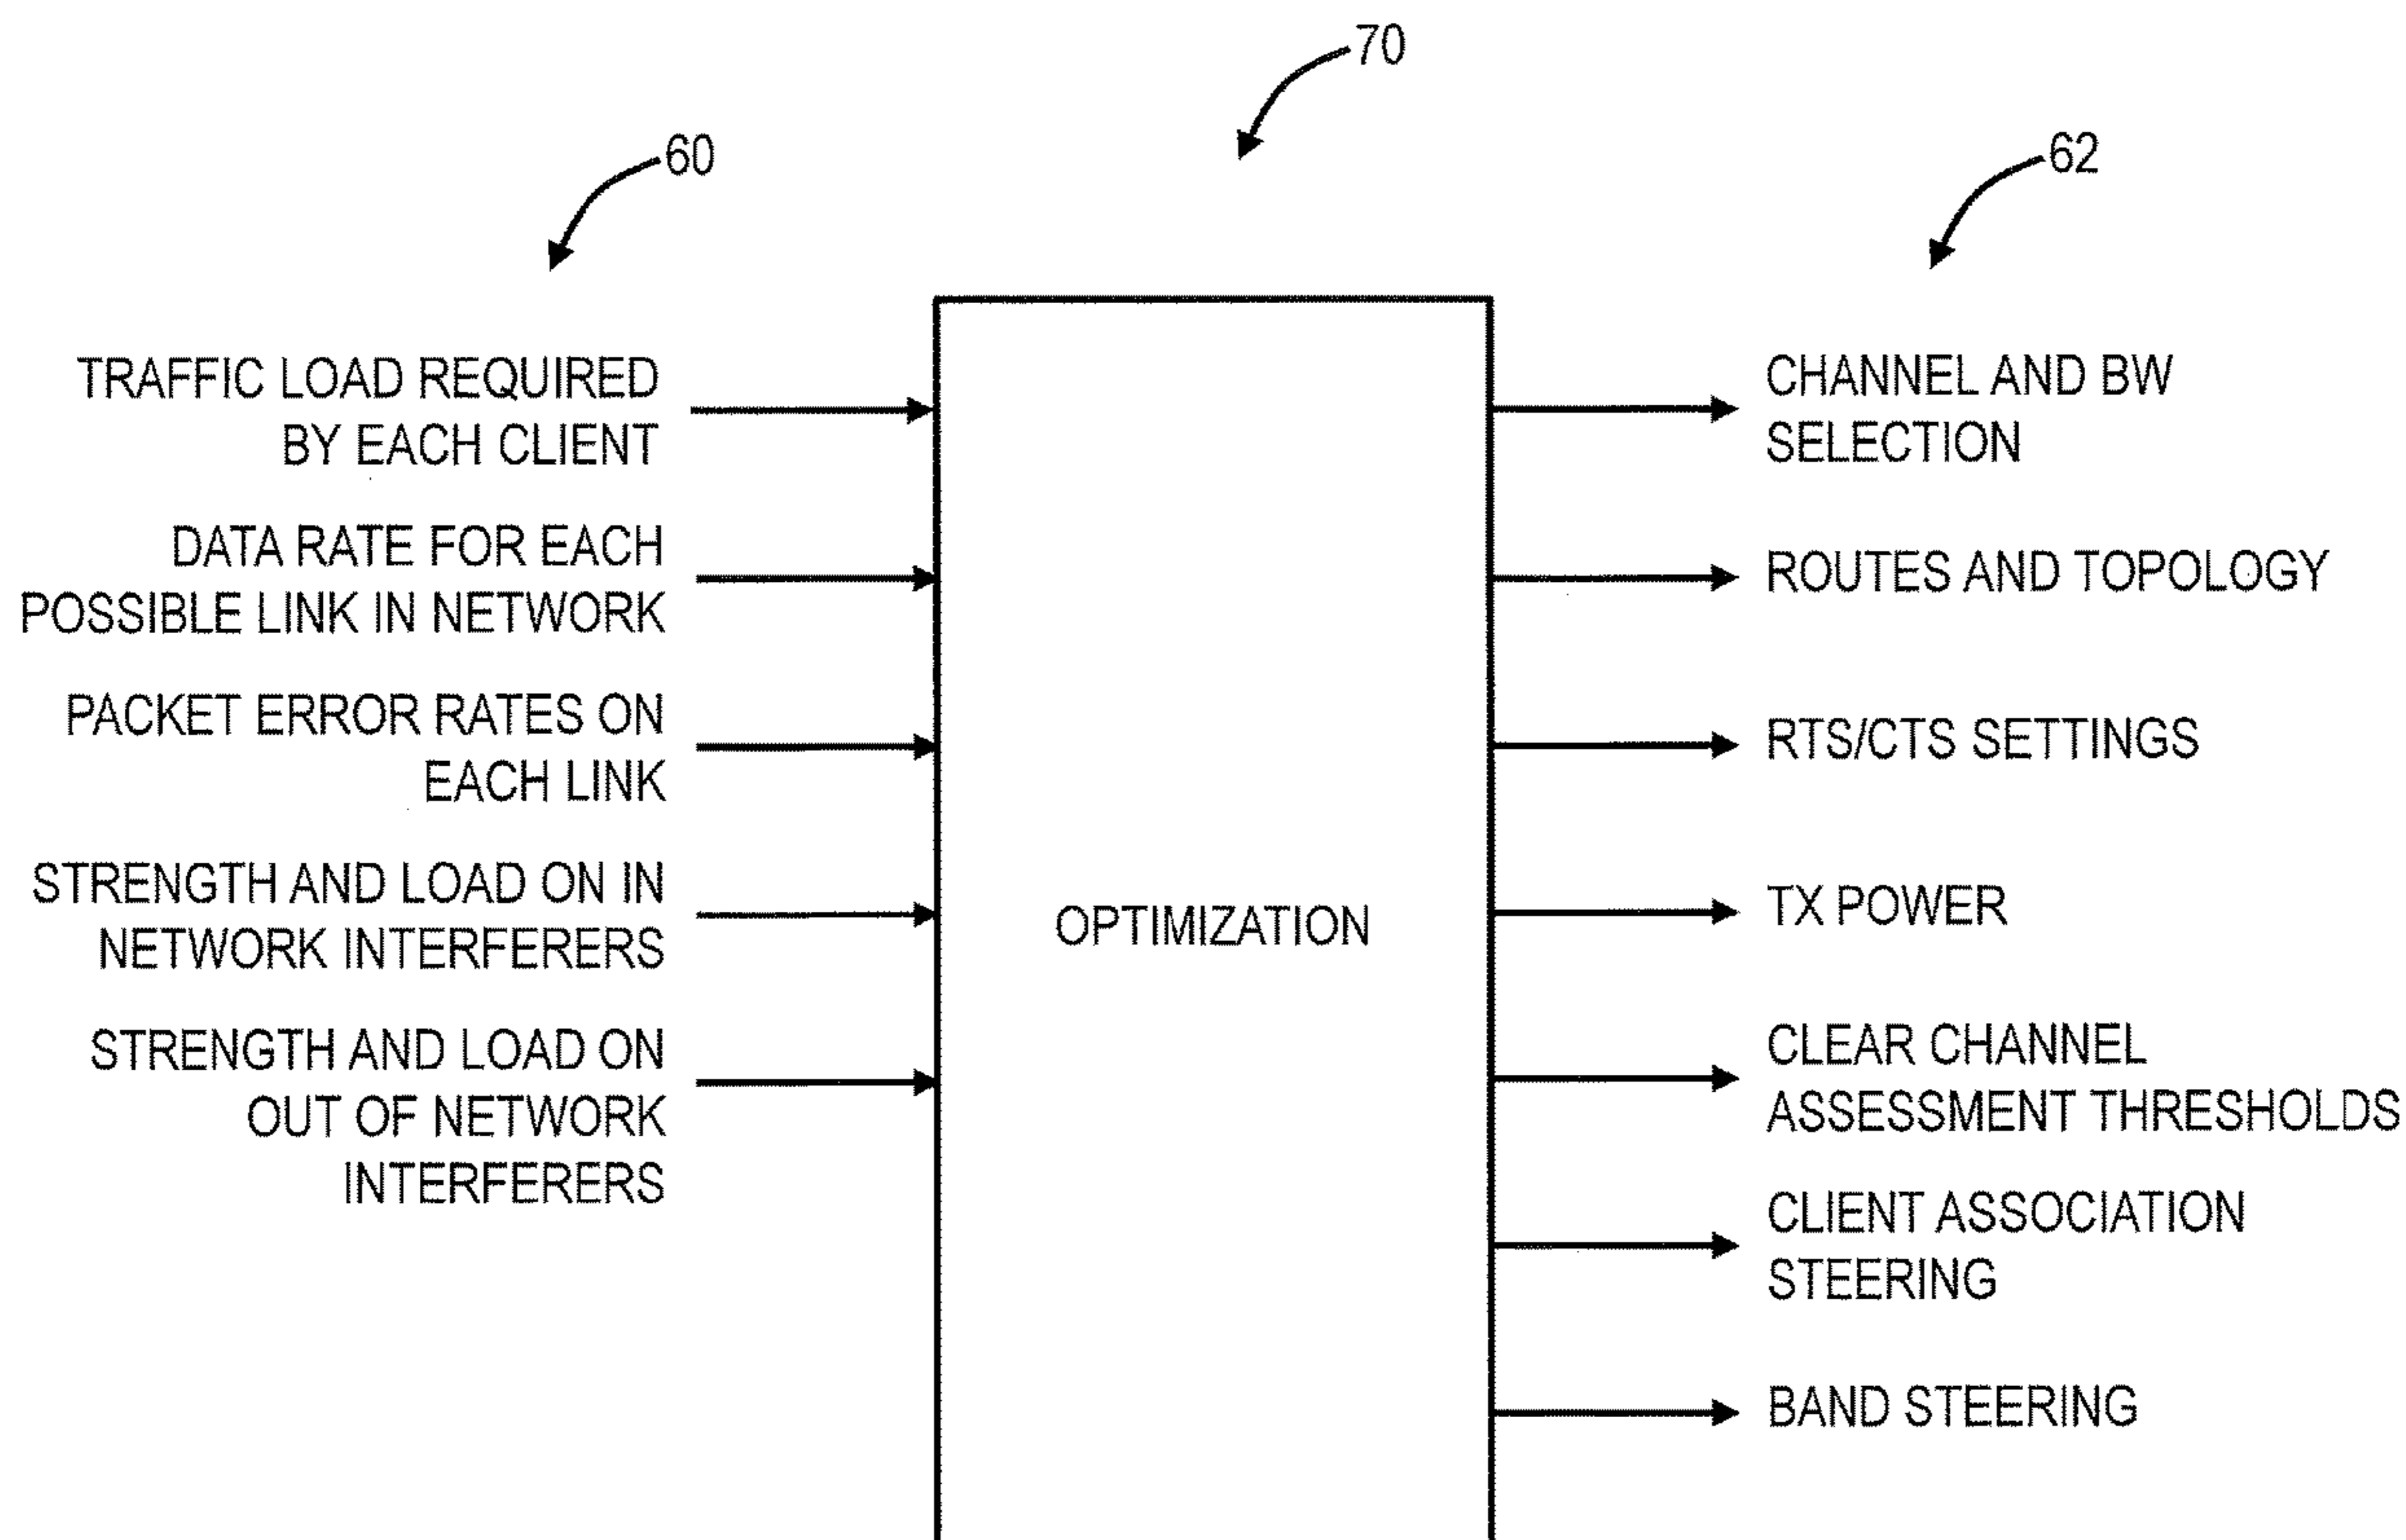 70
60
62
TRAFFIC LOAD REQUIRED
BY EACH CLIENT
DATA RATE FOR EACH
POSSIBLE LINK IN NETWORK
PACKET ERROR RATES ON
EACH LINK
STRENGTH AND LOAD ON IN
NETWORK INTERFERERS
STRENGTH AND LOAD ON
OUT OF NETWORK
INTERFERERS
OPTIMIZATION
CHANNEL AND BW
SELECTION
ROUTES AND TOPOLOGY
RTS/CTS SETTINGS
TX POWER
CLEAR CHANNEL
ASSESSMENT THRESHOLDS
CLIENT ASSOCIATION
STEERING
BAND STEERING